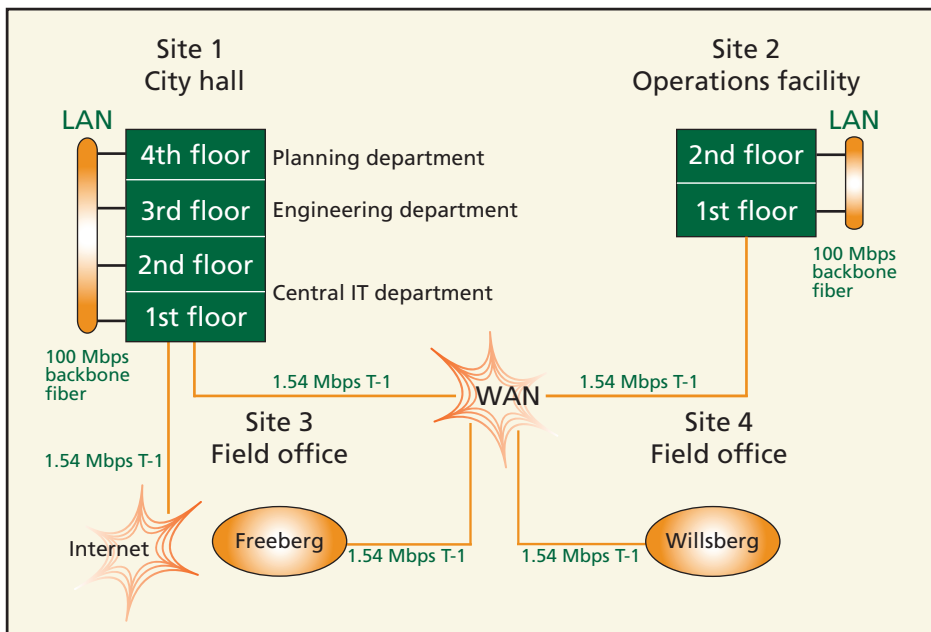 Site 1
City hall
Site 2
Operations facility
LAN
4th floor
Planning department
3rd floor
Engineering department
2nd floor
Central IT department
1st floor
100 Mbps
backbone
fiber
LAN
2nd floor
1st floor
100 Mbps
backbone
fiber
1.54 Mbps T-1
WAN
1.54 Mbps T-1
Site 3
Field office
Site 4
Field office
1.54 Mbps T-1
Internet
Freeberg
1.54 Mbps T-1
1.54 Mbps T-1
Willsberg